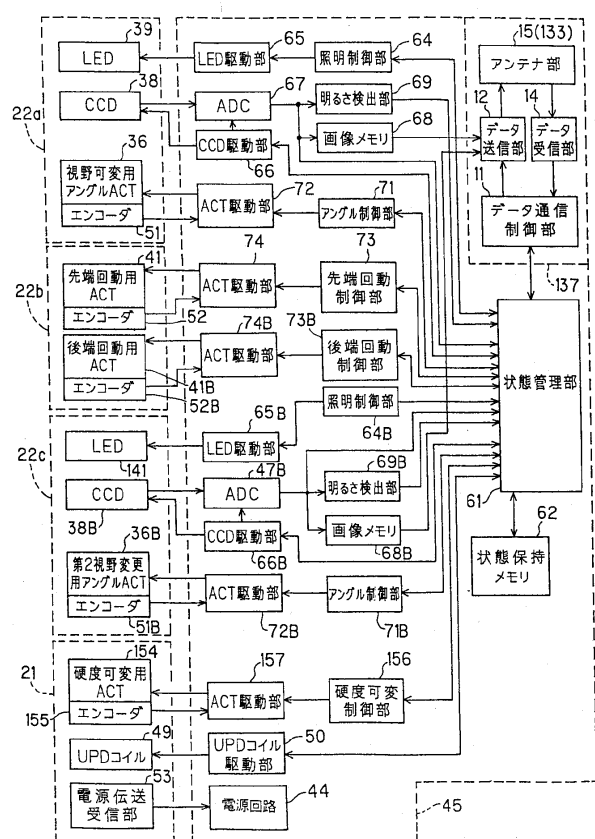 39
LED
65
LED駆動部
64
照明制御部
15(133)
アンテナ部
38
CCD
67
ADC
69
明るさ検出部
68
画像メモリ
12
データ
送信部
14
データ
受信部
22a
36
CCD駆動部
66
視野可変用
アングルACT
エンコーダ
51
72
ACT駆動部
71
アングル制御部
11
データ通信
制御部
137
22b
41
先端回動用
ACT
エンコーダ
52
74
ACT駆動部
73
先端回動
制御部
後端回動用
ACT
エンコーダ
41B
52B
74B
ACT駆動部
73B
後端回動
制御部
状態管理部
61
22c
LED
141
65B
LED駆動部
照明制御部
64B
CCD
38B
47B
ADC
69B
明るさ検出部
CCD駆動部
66B
画像メモリ
68B
62
状態保持
メモリ
36B
第2視野変更
用アングルACT
エンコーダ
51B
ACT駆動部
72B
アングル制御部
71B
21
154
硬度可変用
ACT
エンコーダ
155
157
ACT駆動部
156
硬度可変
制御部
49
UPDコイル
50
UPDコイル
駆動部
53
電源伝送
受信部
電源回路
44
45